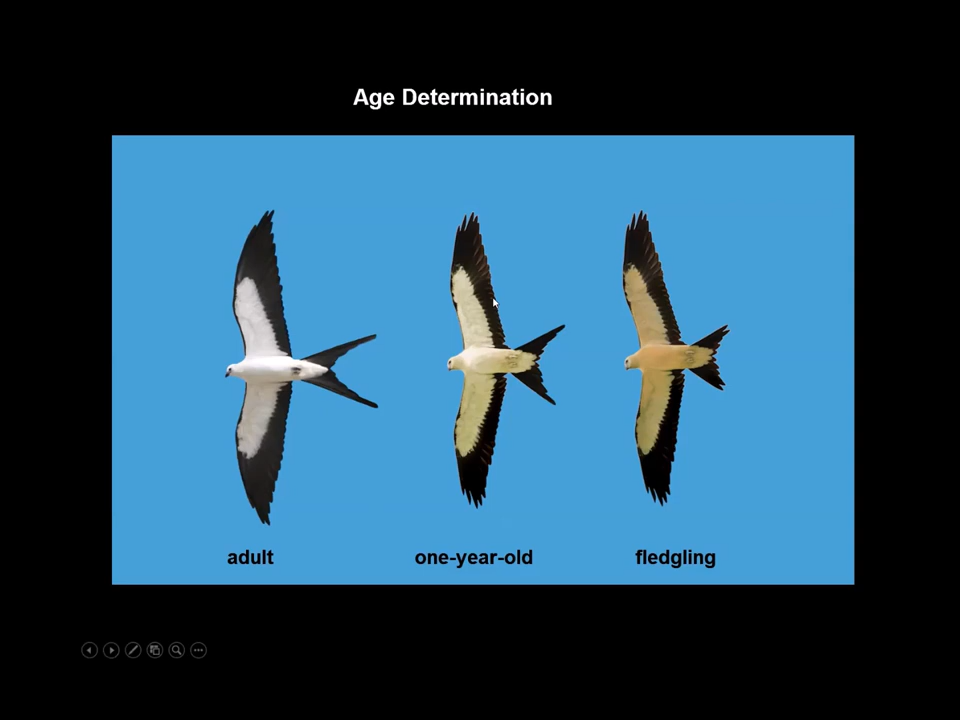 Age Determination
adult
one-year-old
fledgling